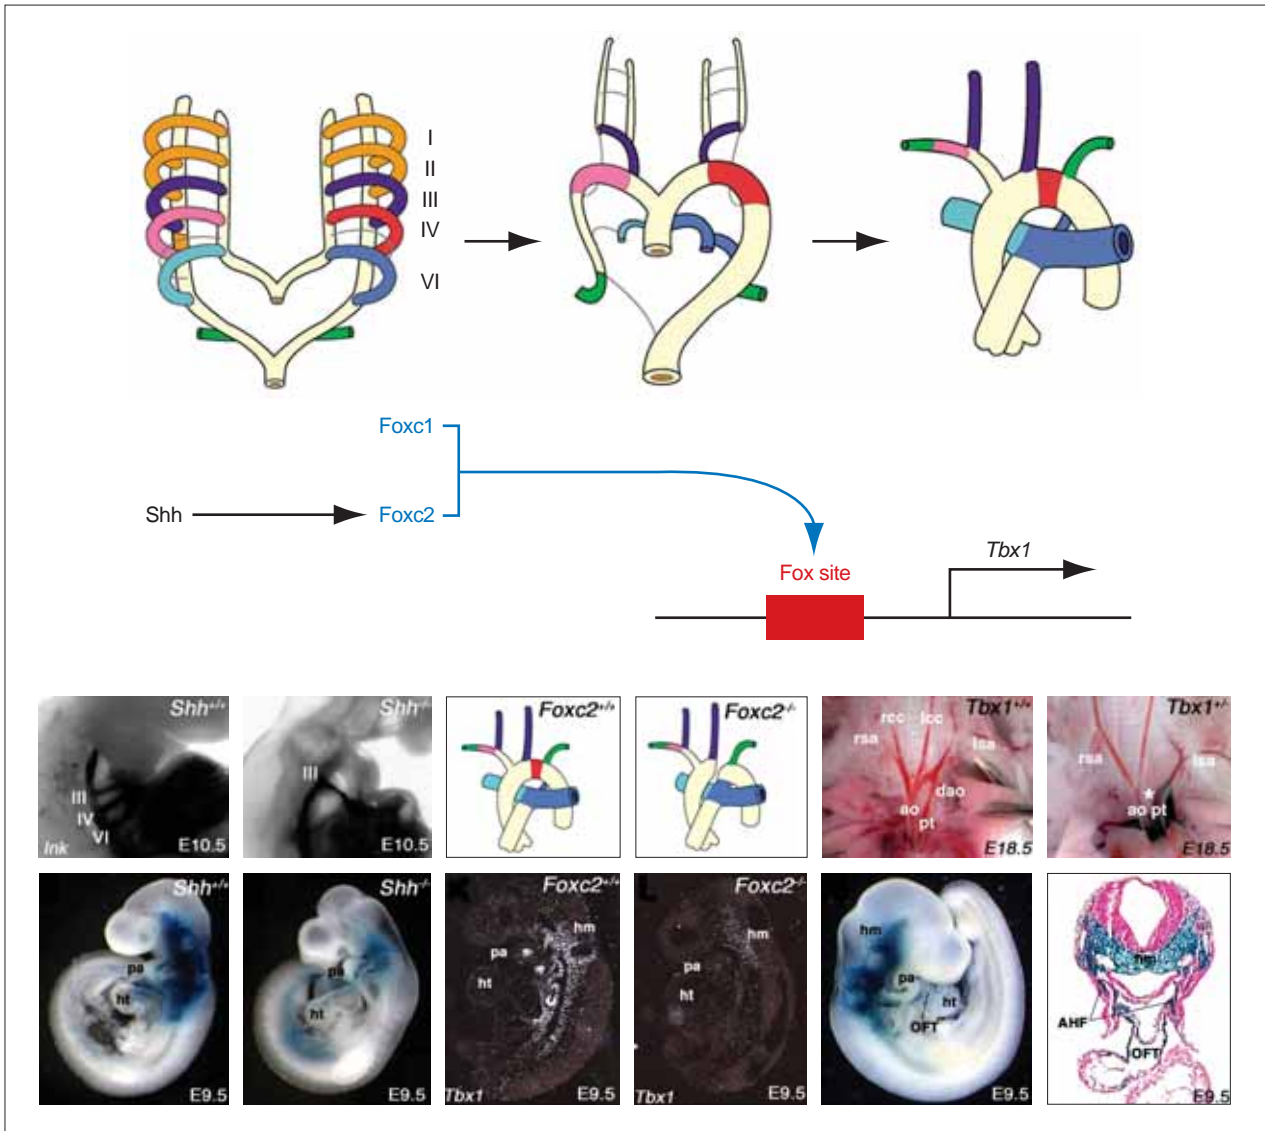 I
II
III
IV
VI
Foxc1
Shh
Foxc2
Tbx1
Fox site
Shh+/+
III
IV
VI
Ink
E10.5
Shh-/-
III
E10.5
Foxc2+/+
Foxc2-/-
Tbx1+/+
rcc
lcc
rsa
lsa
dao
ao
pt
E18.5
Tbx1+/-
rsa
lsa
*
ao pt
E18.5
Shh+/+
pa
ht
E9.5
Shh-/-
pa
ht
E9.5
K
Foxc2+/+
hm
pa
ht
Tbx1
E9.5
L
Foxc2-/-
hm
pa
ht
Tbx1
E9.5
hm
pa
ht
OFT
E9.5
hm
AHF
OFT
E9.5